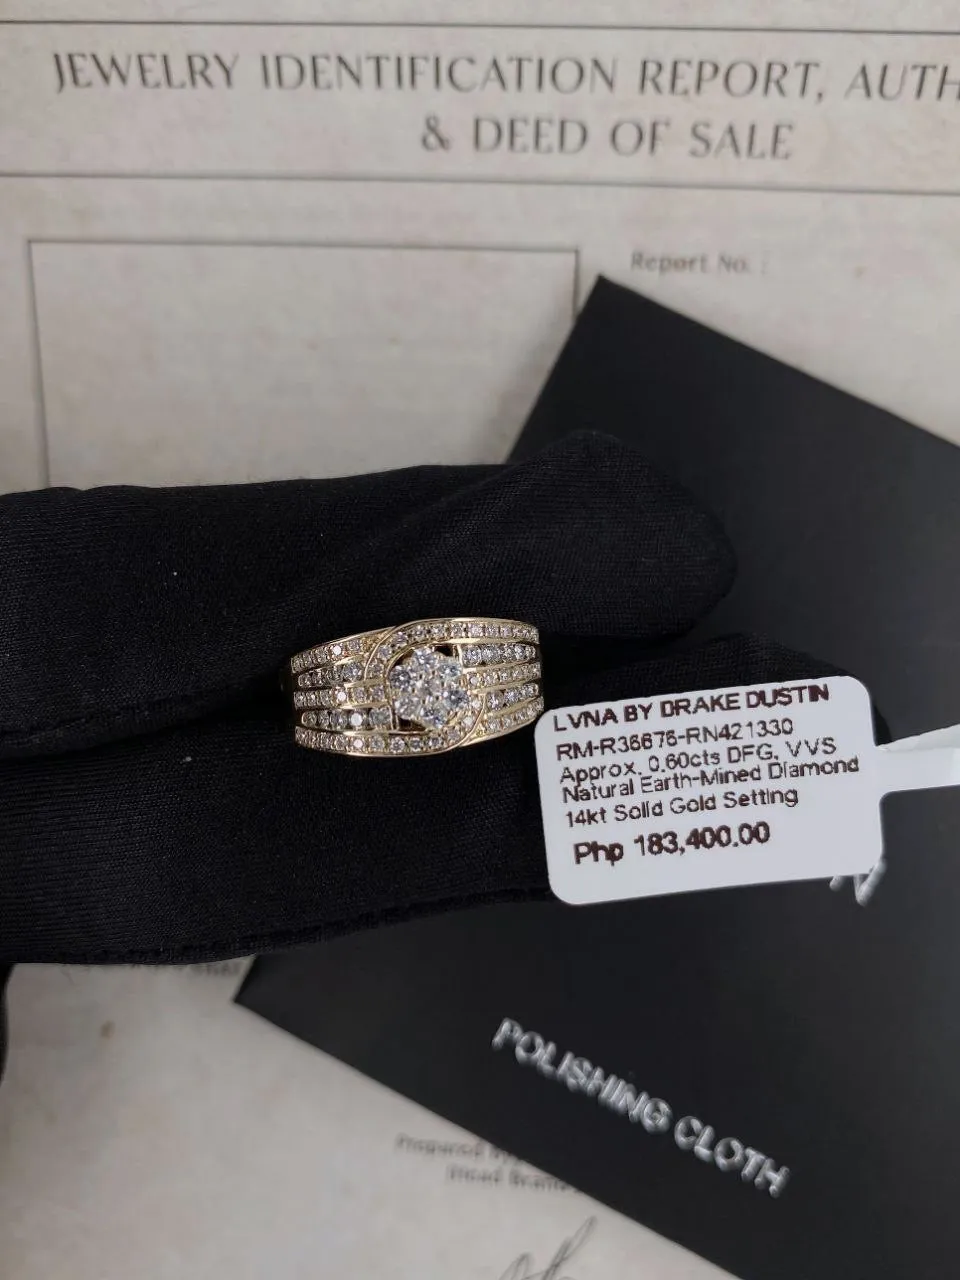 JEWELRY IDENTIFICATION REPORT, AUTH
& DEED OF SALE
Report No. :
LVNA BY DRAKE DUSTIN
RM-R36676-RN421330
Approx. 0.60cts DFG, VVS
Natural Earth-Mined Diamond
14kt Solid Gold Setting
Php 183,400.00
N
POLISHING CLOTH
Prepared